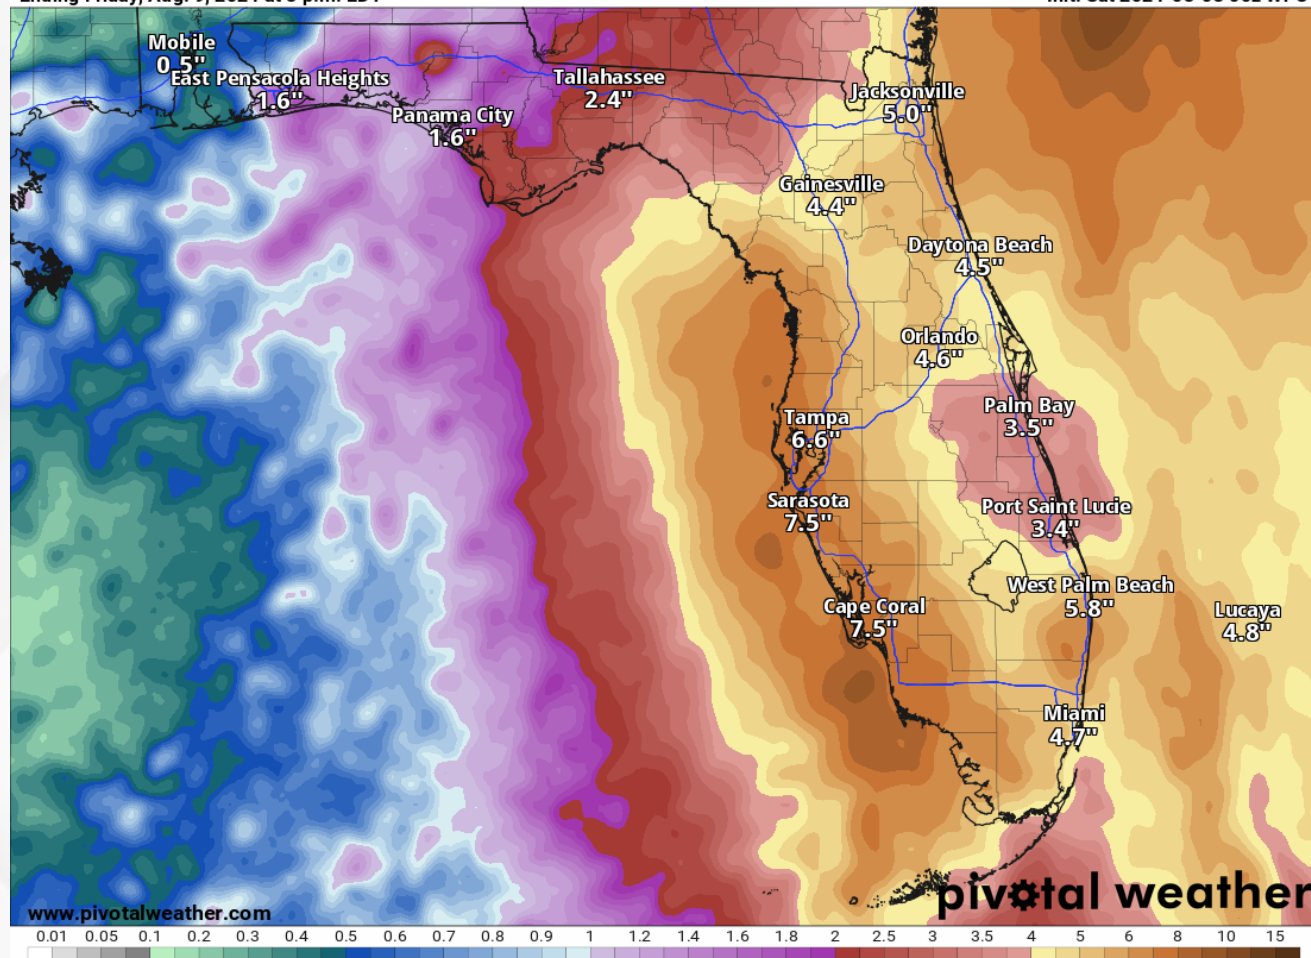 Mobile
0.5"
East Pensacola Heights
1.6"
Panama City
1.6"
Tallahassee
2.4"
Jacksonville
5.0"
Gainesville
4.4"
Daytona Beach
4.5"
Orlando
4.6"
Palm Bay
3.5"
Tampa
6.6"
Sarasota
7.5"
Port Saint Lucie
3.4"
West Palm Beach
5.8"
Cape Coral
7.5"
Lucaya
4.8"
Miami
4.7"
pivotal weather
www.pivotalweather.com
0.01 0.05 0.1 0.2 0.3 0.4 0.5 0.6 0.7 0.8 0.9 1 1.2 1.4 1.6 1.8 2 2.5 3 3.5 4 5 6 8 10 15